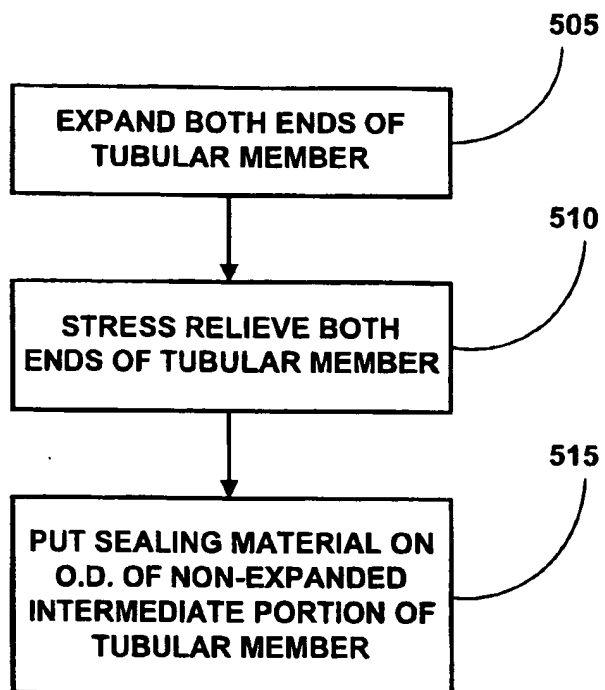 505
EXPAND BOTH ENDS OF
TUBULAR MEMBER
510
STRESS RELIEVE BOTH
ENDS OF TUBULAR MEMBER
515
PUT SEALING MATERIAL ON
O.D. OF NON-EXPANDED
INTERMEDIATE PORTION OF
TUBULAR MEMBER